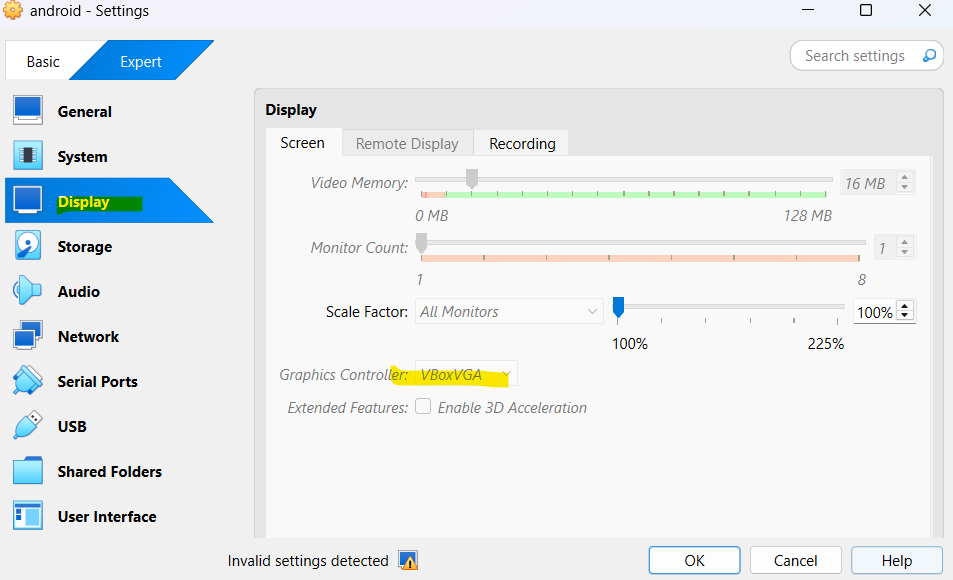 android - Settings
Basic
Expert
Search settings
General
System
Display
Storage
Audio
Network
Serial Ports
USB
Shared Folders
User Interface
Display
Screen
Remote Display
Recording
Video Memory:
16 MB
0 MB
128 MB
Monitor Count:
1
1
8
Scale Factor:
All Monitors
100%
100%
225%
Graphics Controller:
VBoxVGA
Extended Features:
Enable 3D Acceleration
Invalid settings detected
OK
Cancel
Help